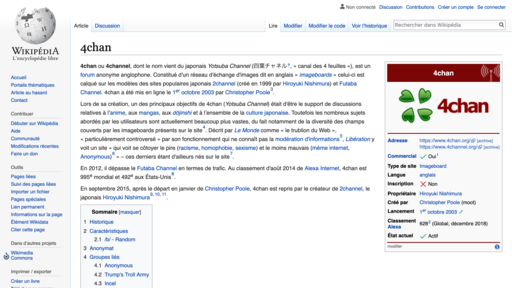 Non connecté Discussion Contributions Créer un compte Se connecter
Article Discussion Lire Modifier Modifier le code Voir l'historique Rechercher dans Wikipédia
WIKIPÉDIA
L'encyclopédie libre
Accueil
Portails thématiques
Article au hasard
Contact
Contribuer
Débuter sur Wikipédia
Aide
Communauté
Modifications récentes
Faire un don
Outils
Pages liées
Suivi des pages liées
Importer un fichier
Pages spéciales
Lien permanent
Informations sur la page
Élément Wikidata
Citer cette page
Dans d'autres projets
Wikimedia
Commons
Imprimer / exporter
Créer un livre
4chan
4chan ou 4channel, dont le nom vient du japonais Yotsuba Channel (四葉チャネル, « canal des 4 feuilles »), est un
forum anonyme anglophone. Constitué d'un réseau d'échange d'images dit en anglais « imageboards » celui-ci est
calqué sur les modèles des sites populaires japonais 2channel (créé en 1999 par Hiroyuki Nishimura) et Futaba
Channel. 4chan a été mis en ligne le 1er octobre 2003 par Christopher Poole2.
Lors de sa création, un des principaux objectifs de 4chan (Yotsuba Channel) était d'être le support de discussions
relatives à l'anime, aux mangas, aux dōjinshi et à l'ensemble de la culture japonaise. Toutefois les nombreux sujets
abordés par les utilisateurs sont actuellement beaucoup plus vastes, du fait notamment de la diversité des champs
couverts par les imageboards présents sur le site4. Décrit par Le Monde comme « le trublion du Web »,
« particulièrement controversé » par son fonctionnement qui ne connaît pas la modération d'informations5, Libération y
voit un site « qui voit se côtoyer le pire (racisme, homophobie, sexisme) et le moins mauvais (mème internet,
Anonymous)6 » – ces derniers étant d'ailleurs nés sur le site7.
En 2012, il dépasse le Futaba Channel en termes de trafic. Au classement d'août 2014 de Alexa Internet, 4chan est
995e mondial et 492e aux États-Unis8.
En septembre 2015, après le départ en janvier de Christopher Poole, 4chan est repris par le créateur de 2channel, le
japonais Hiroyuki Nishimura9, 10, 11.
Sommaire [masquer]
1 Historique
2 Caractéristiques
2.1 /b/ - Random
3 Anonymat
4 Groupes liés
4.1 Anonymous
4.2 Trump's Troll Army
4.3 Incel
4chan
4chan
Adresse https://www.4chan.org/ [archive]
https://www.4channel.org/ [archive]
Commercial Oui1
Type de site Imageboard
Langue anglais
Inscription Non
Propriétaire Hiroyuki Nishimura
Créé par Christopher Poole (moot)
Lancement 1er octobre 2003
Classement Alexa 628 (Global, décembre 2018)
État actuel Actif
modifier